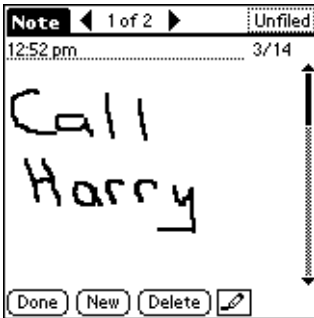 Note 1 of 2 Unfiled
12:52 pm 3/14
Call
Harry
Done New Delete